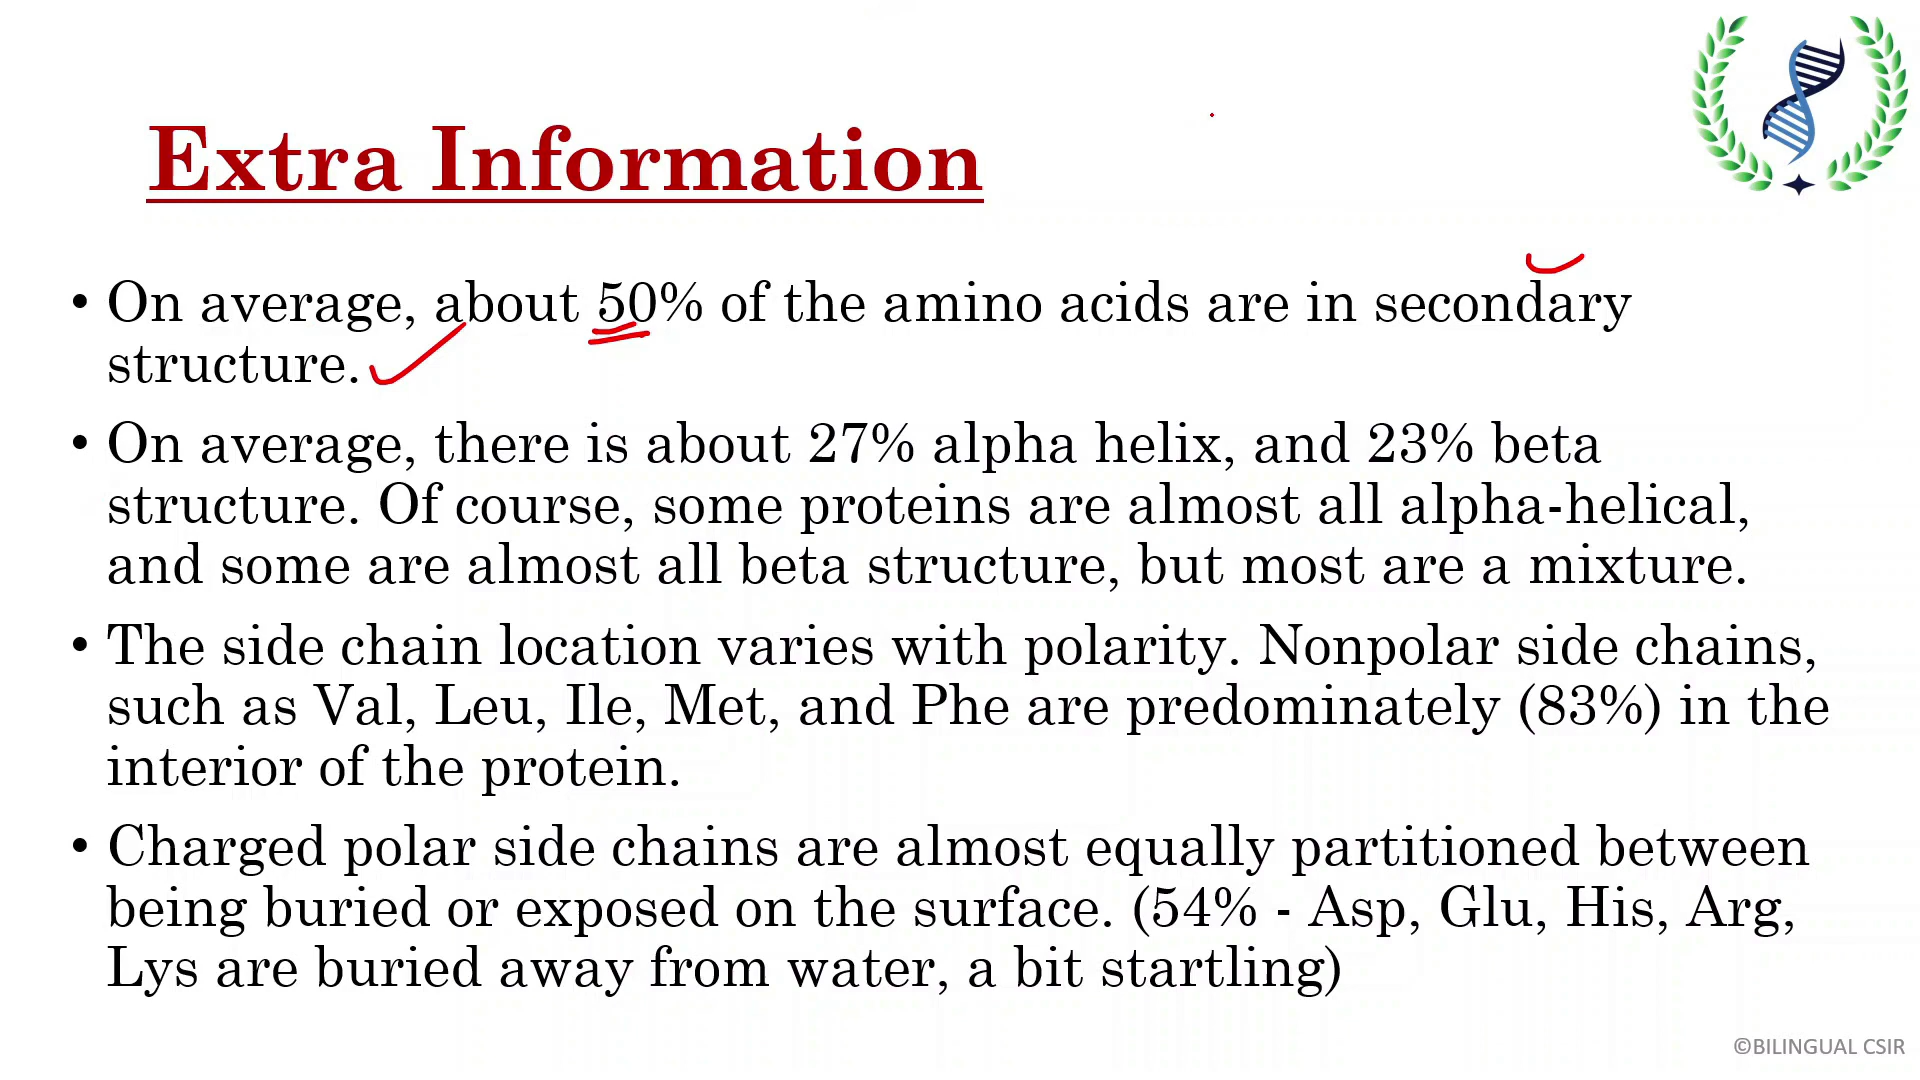 Extra Information
• On average, about 50% of the amino acids are in secondary
structure.
• On average, there is about 27% alpha helix, and 23% beta
structure. Of course, some proteins are almost all alpha-helical,
and some are almost all beta structure, but most are a mixture.
• The side chain location varies with polarity. Nonpolar side chains,
such as Val, Leu, Ile, Met, and Phe are predominately (83%) in the
interior of the protein.
• Charged polar side chains are almost equally partitioned between
being buried or exposed on the surface. (54% - Asp, Glu, His, Arg,
Lys are buried away from water, a bit startling)
©BILINGUAL CSIR